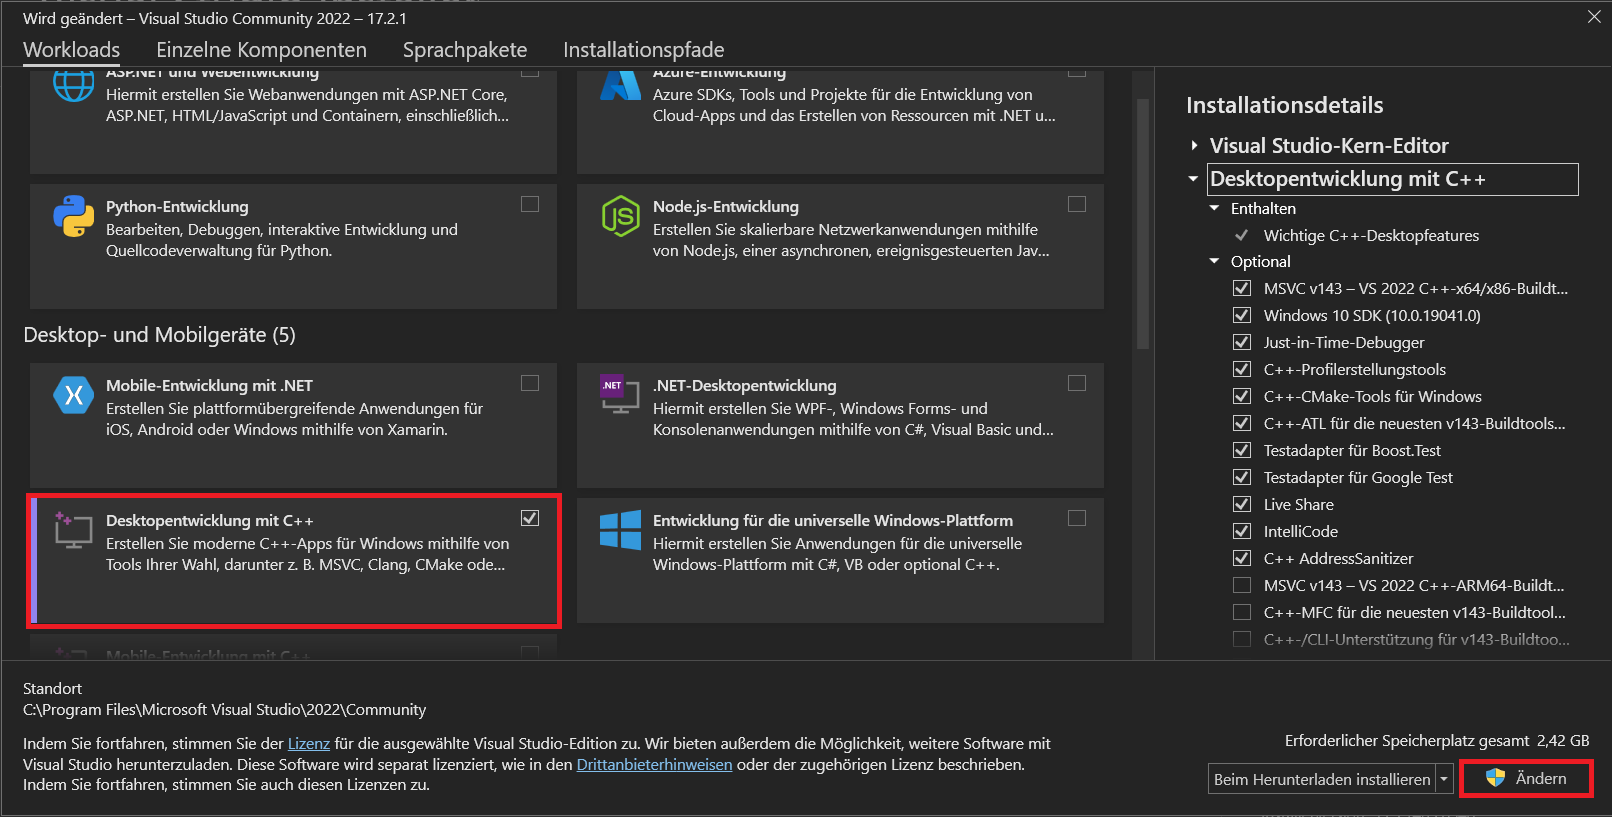 Wird geändert – Visual Studio Community 2022 – 17.2.1
Workloads Einzelne Komponenten Sprachpakete Installationspfade
ASP.NET und Webentwicklung
Hiermit erstellen Sie Webanwendungen mit ASP.NET Core,
ASP.NET, HTML/JavaScript und Containern, einschließlich...
Azure-Entwicklung
Azure SDKs, Tools und Projekte für die Entwicklung von
Cloud-Apps und das Erstellen von Ressourcen mit .NET u...
Python-Entwicklung
Bearbeiten, Debuggen, interaktive Entwicklung und
Quellcodeverwaltung für Python.
JS
Node.js-Entwicklung
Erstellen Sie skalierbare Netzwerkanwendungen mithilfe
von Node.js, einer asynchronen, ereignisgesteuerten Jav...
Desktop- und Mobilgeräte (5)
Mobile-Entwicklung mit .NET
Erstellen Sie plattformübergreifende Anwendungen für
iOS, Android oder Windows mithilfe von Xamarin.
.NET
.NET-Desktopentwicklung
Hiermit erstellen Sie WPF-, Windows Forms- und
Konsolenanwendungen mithilfe von C#, Visual Basic und...
Desktopentwicklung mit C++
Erstellen Sie moderne C++-Apps für Windows mithilfe von
Tools Ihrer Wahl, darunter z. B. MSVC, Clang, CMake ode...
Entwicklung für die universelle Windows-Plattform
Hiermit erstellen Sie Anwendungen für die universelle
Windows-Plattform mit C#, VB oder optional C++.
Mobile-Entwicklung mit C++
Installationsdetails
Visual Studio-Kern-Editor
Desktopentwicklung mit C++
Enthalten
Wichtige C++-Desktopfeatures
Optional
MSVC v143 – VS 2022 C++-x64/x86-Buildt...
Windows 10 SDK (10.0.19041.0)
Just-in-Time-Debugger
C++-Profilerstellungstools
C++-CMake-Tools für Windows
C++-ATL für die neuesten v143-Buildtools...
Testadapter für Boost.Test
Testadapter für Google Test
Live Share
IntelliCode
C++ AddressSanitizer
MSVC v143 – VS 2022 C++-ARM64-Buildt...
C++-MFC für die neuesten v143-Buildtool...
C++-/CLI-Unterstützung für v143-Buildtoo...
Standort
C:\Program Files\Microsoft Visual Studio\2022\Community
Indem Sie fortfahren, stimmen Sie der Lizenz für die ausgewählte Visual Studio-Edition zu. Wir bieten außerdem die Möglichkeit, weitere Software mit
Visual Studio herunterzuladen. Diese Software wird separat lizenziert, wie in den Drittanbieterhinweisen oder der zugehörigen Lizenz beschrieben.
Indem Sie fortfahren, stimmen Sie auch diesen Lizenzen zu.
Erforderlicher Speicherplatz gesamt 2,42 GB
Beim Herunterladen installieren
Ändern